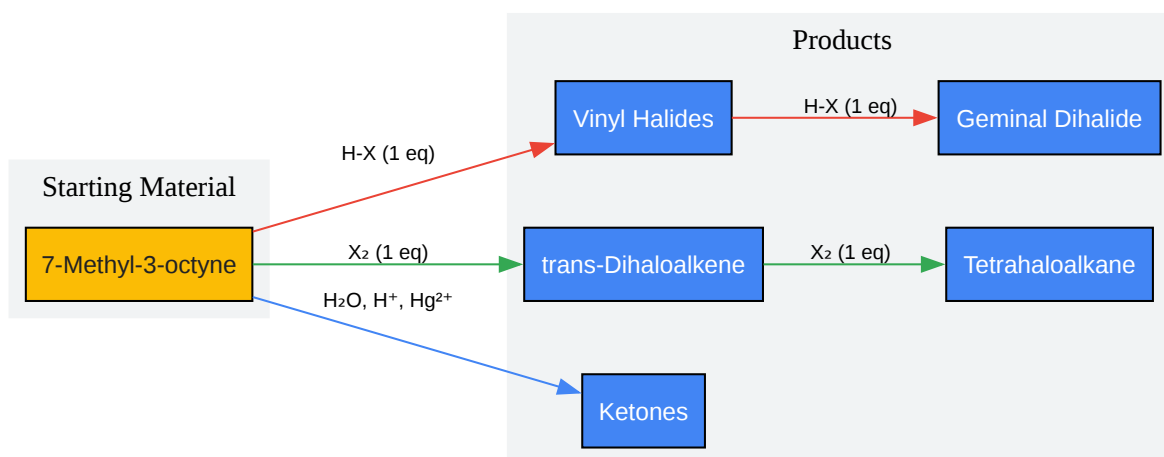 Products
Vinyl Halides
H-X (1 eq)
Geminal Dihalide
H-X (1 eq)
Starting Material
7-Methyl-3-octyne
X₂ (1 eq)
trans-Dihaloalkene
X₂ (1 eq)
Tetrahaloalkane
H₂O, H⁺, Hg²⁺
Ketones